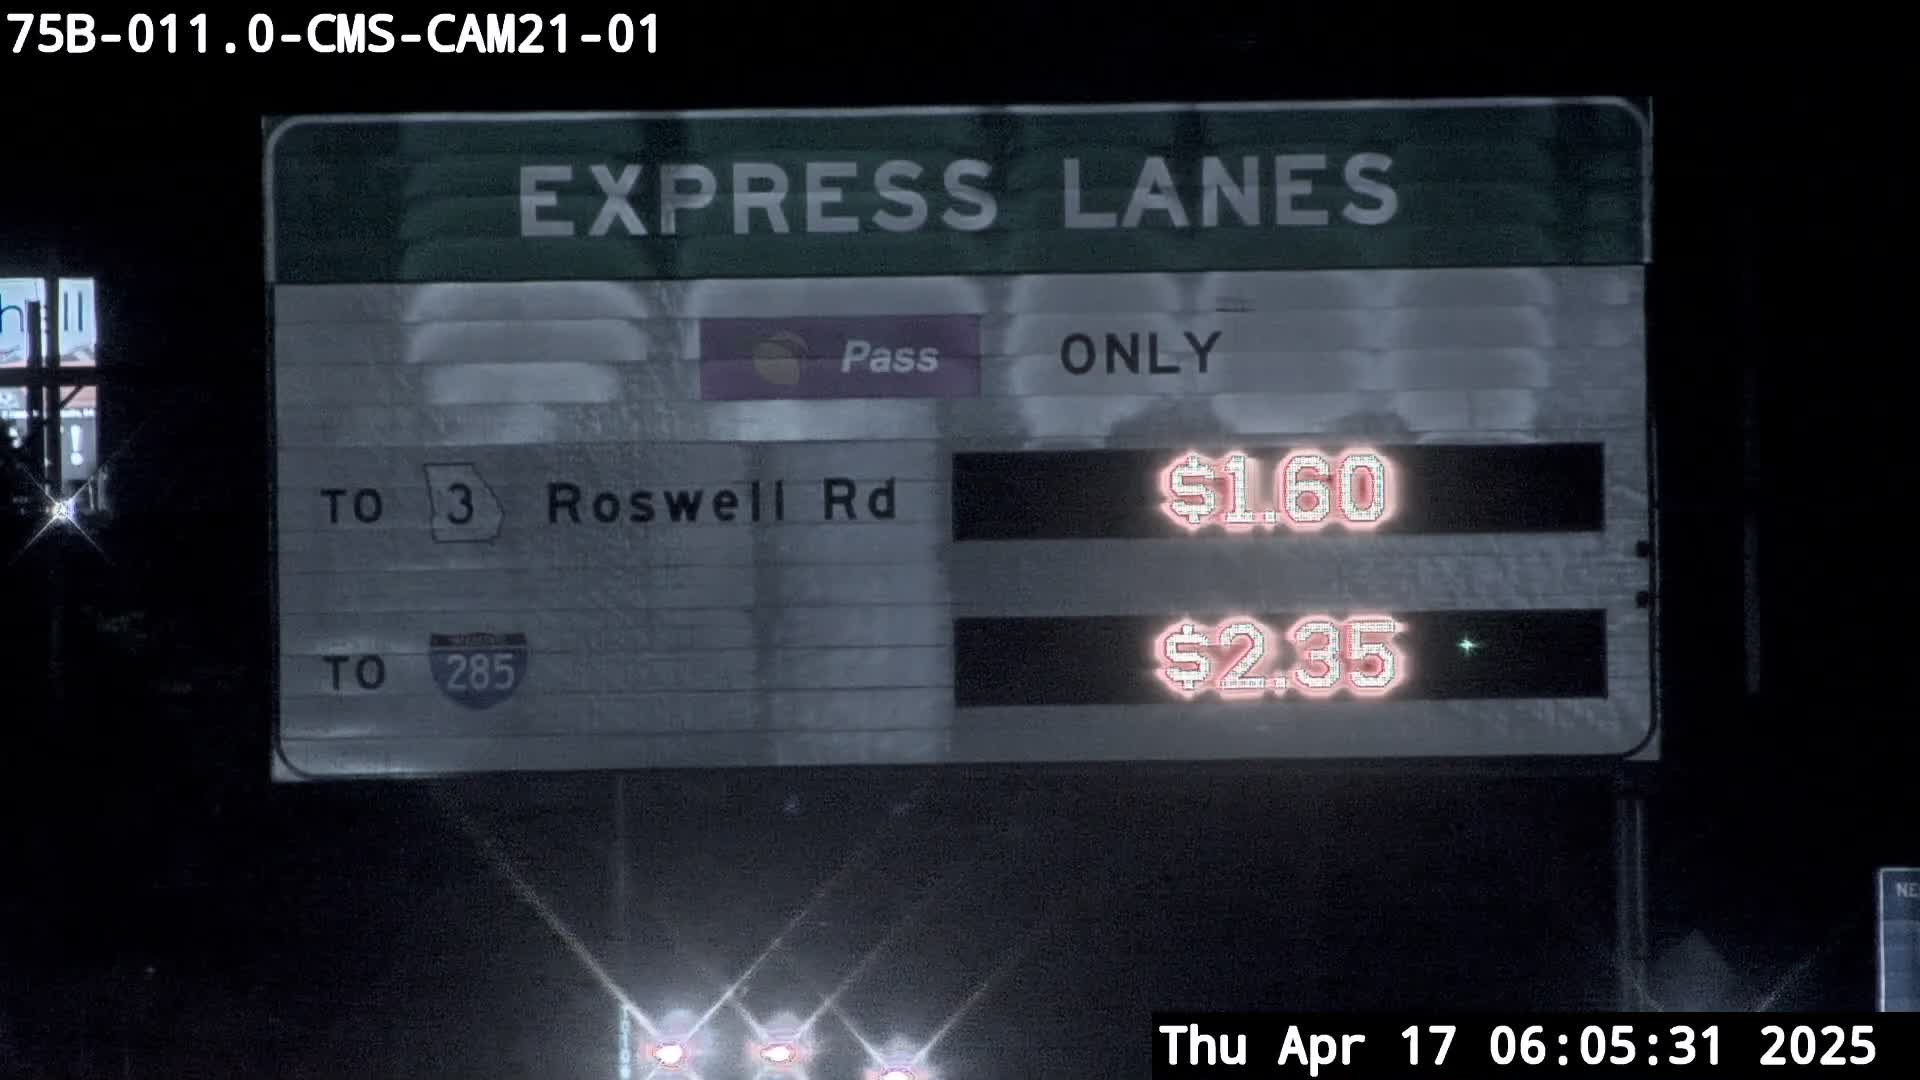 75B-011.0-CMS-CAM21-01
EXPRESS LANES
Pass ONLY
TO 3 Roswell Rd $1.60
TO 285 $2.35
NE
Thu Apr 17 06:05:31 2025